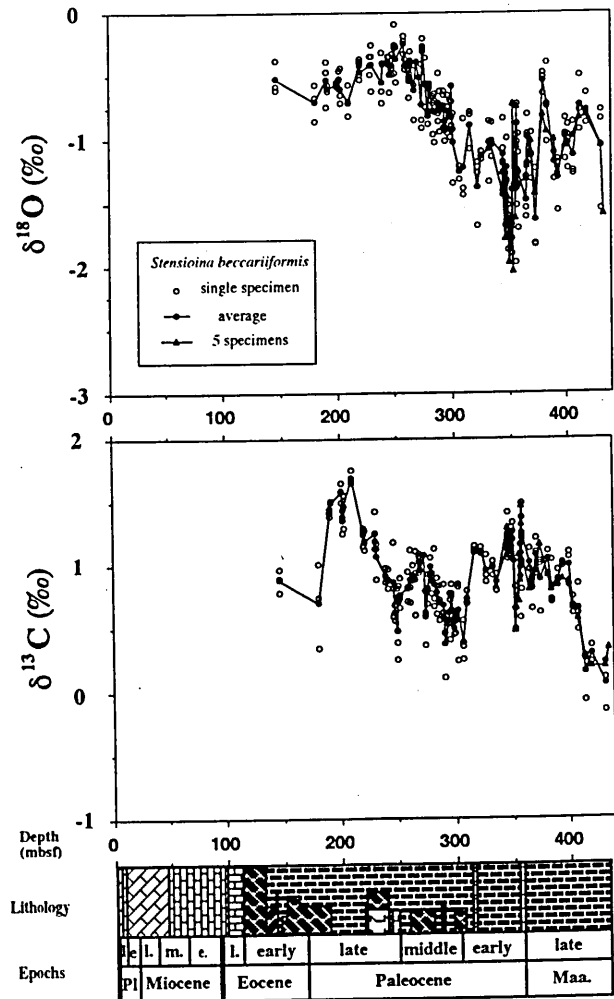 0
-1
-2
-3
δ18O (‰)
Stensioina beccariiformis
single specimen
average
5 specimens
0 100 200 300 400
2
1
0
-1
δ13C (‰)
Depth (mbsf)
0 100 200 300 400
Lithology
Epochs
e l. m. e. l. early late middle early late
Pl Miocene Eocene Paleocene Maa.